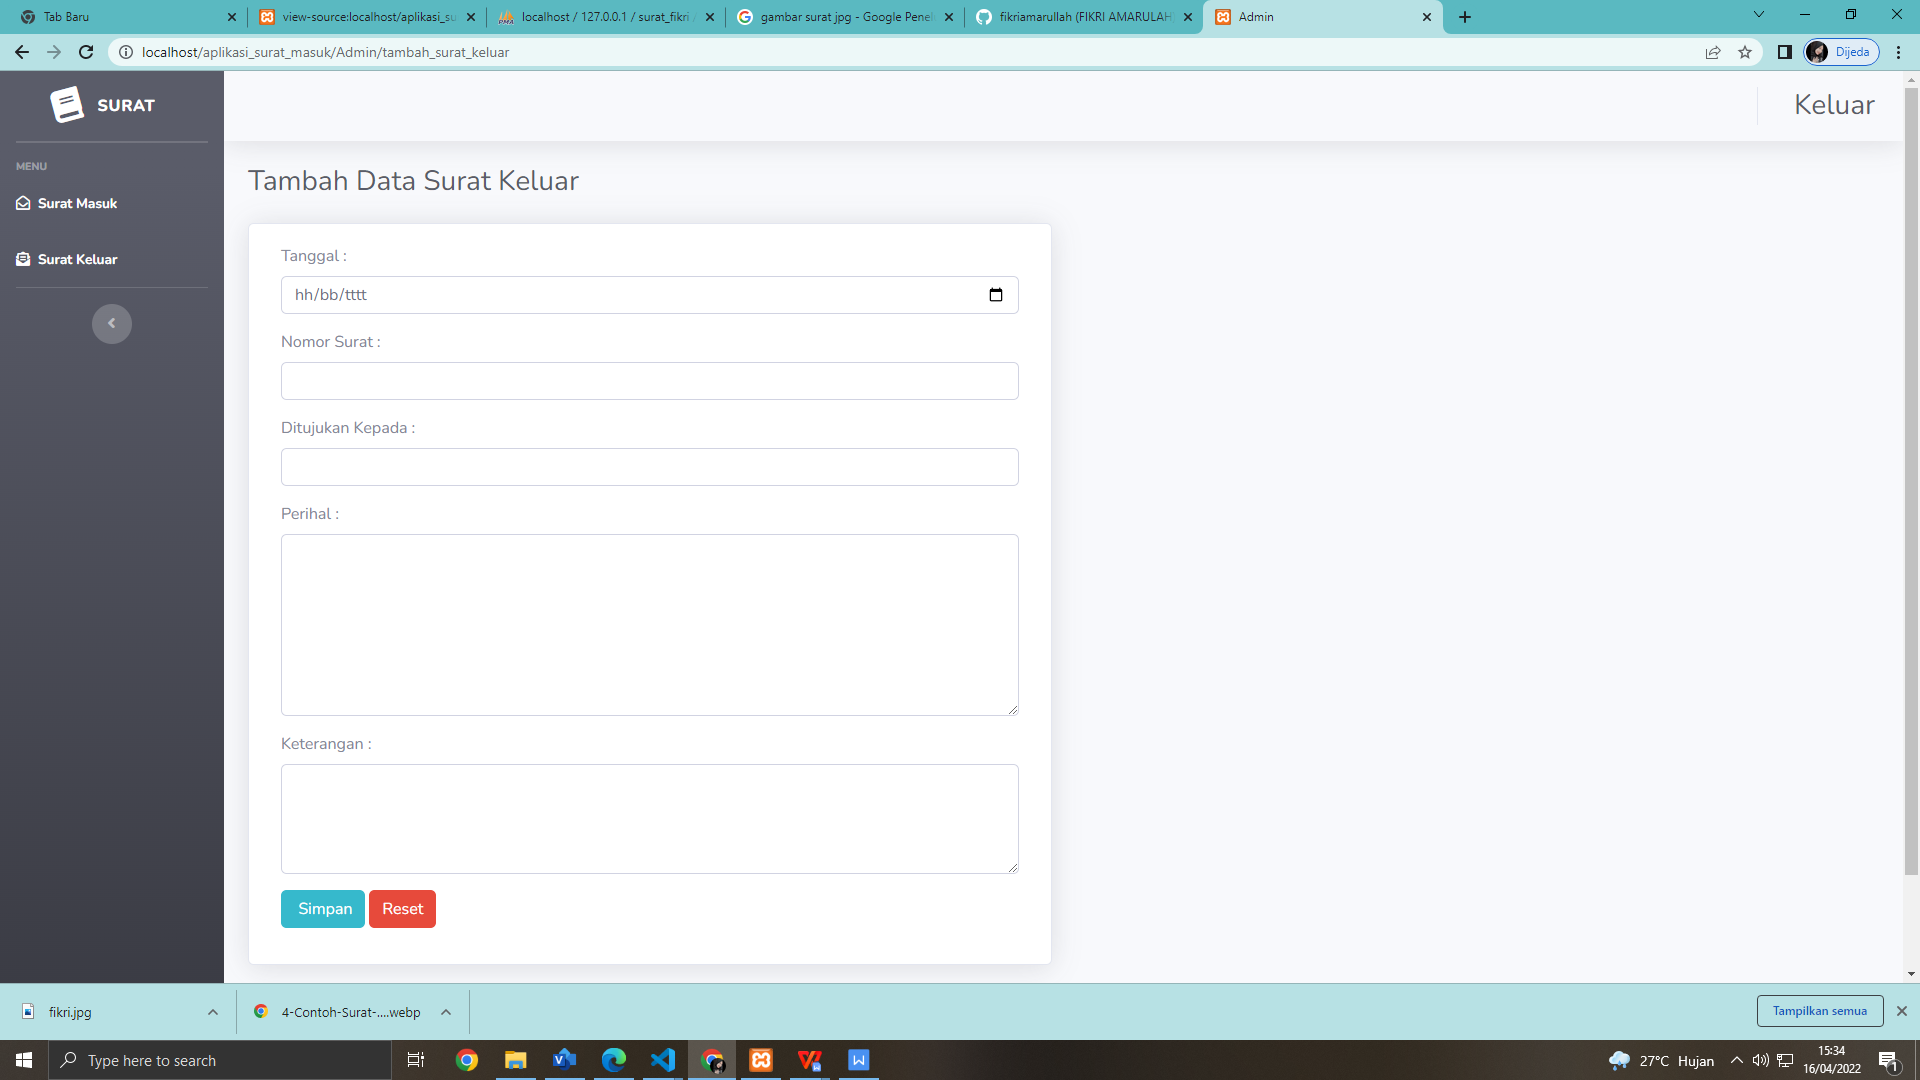 Tab Baru
view-source:localhost/aplikasi_su
localhost / 127.0.0.1 / surat_fikri /
gambar surat jpg - Google Penel
fikriamarullah (FIKRI AMARULAH)
Admin
localhost/aplikasi_surat_masuk/Admin/tambah_surat_keluar
Dijeda
SURAT
Keluar
MENU
Surat Masuk
Surat Keluar
Tambah Data Surat Keluar
Tanggal :
hh/bb/tttt
Nomor Surat :
Ditujukan Kepada :
Perihal :
Keterangan :
Simpan
Reset
fikri.jpg
4-Contoh-Surat-....webp
Tampilkan semua
Type here to search
27°C Hujan
15:34
16/04/2022
1